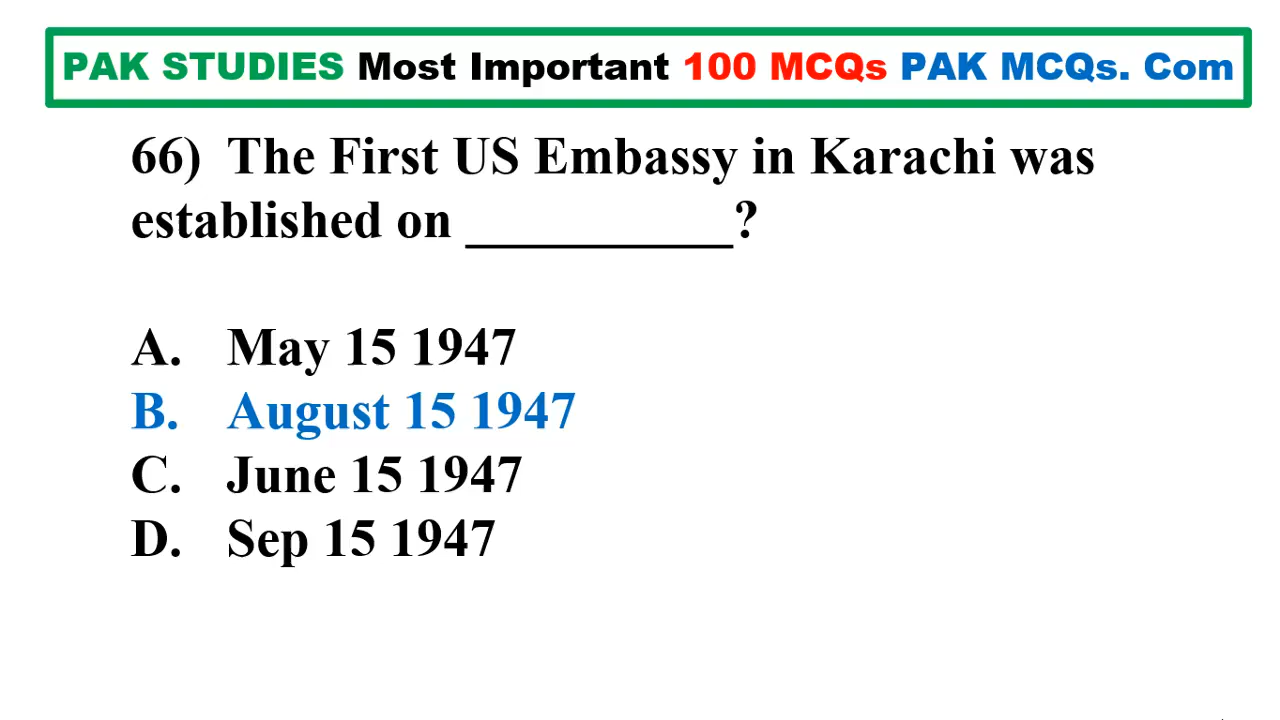 PAK STUDIES Most Important 100 MCQs PAK MCQs. Com
66) The First US Embassy in Karachi was
established on __________?
A. May 15 1947
B. August 15 1947
C. June 15 1947
D. Sep 15 1947